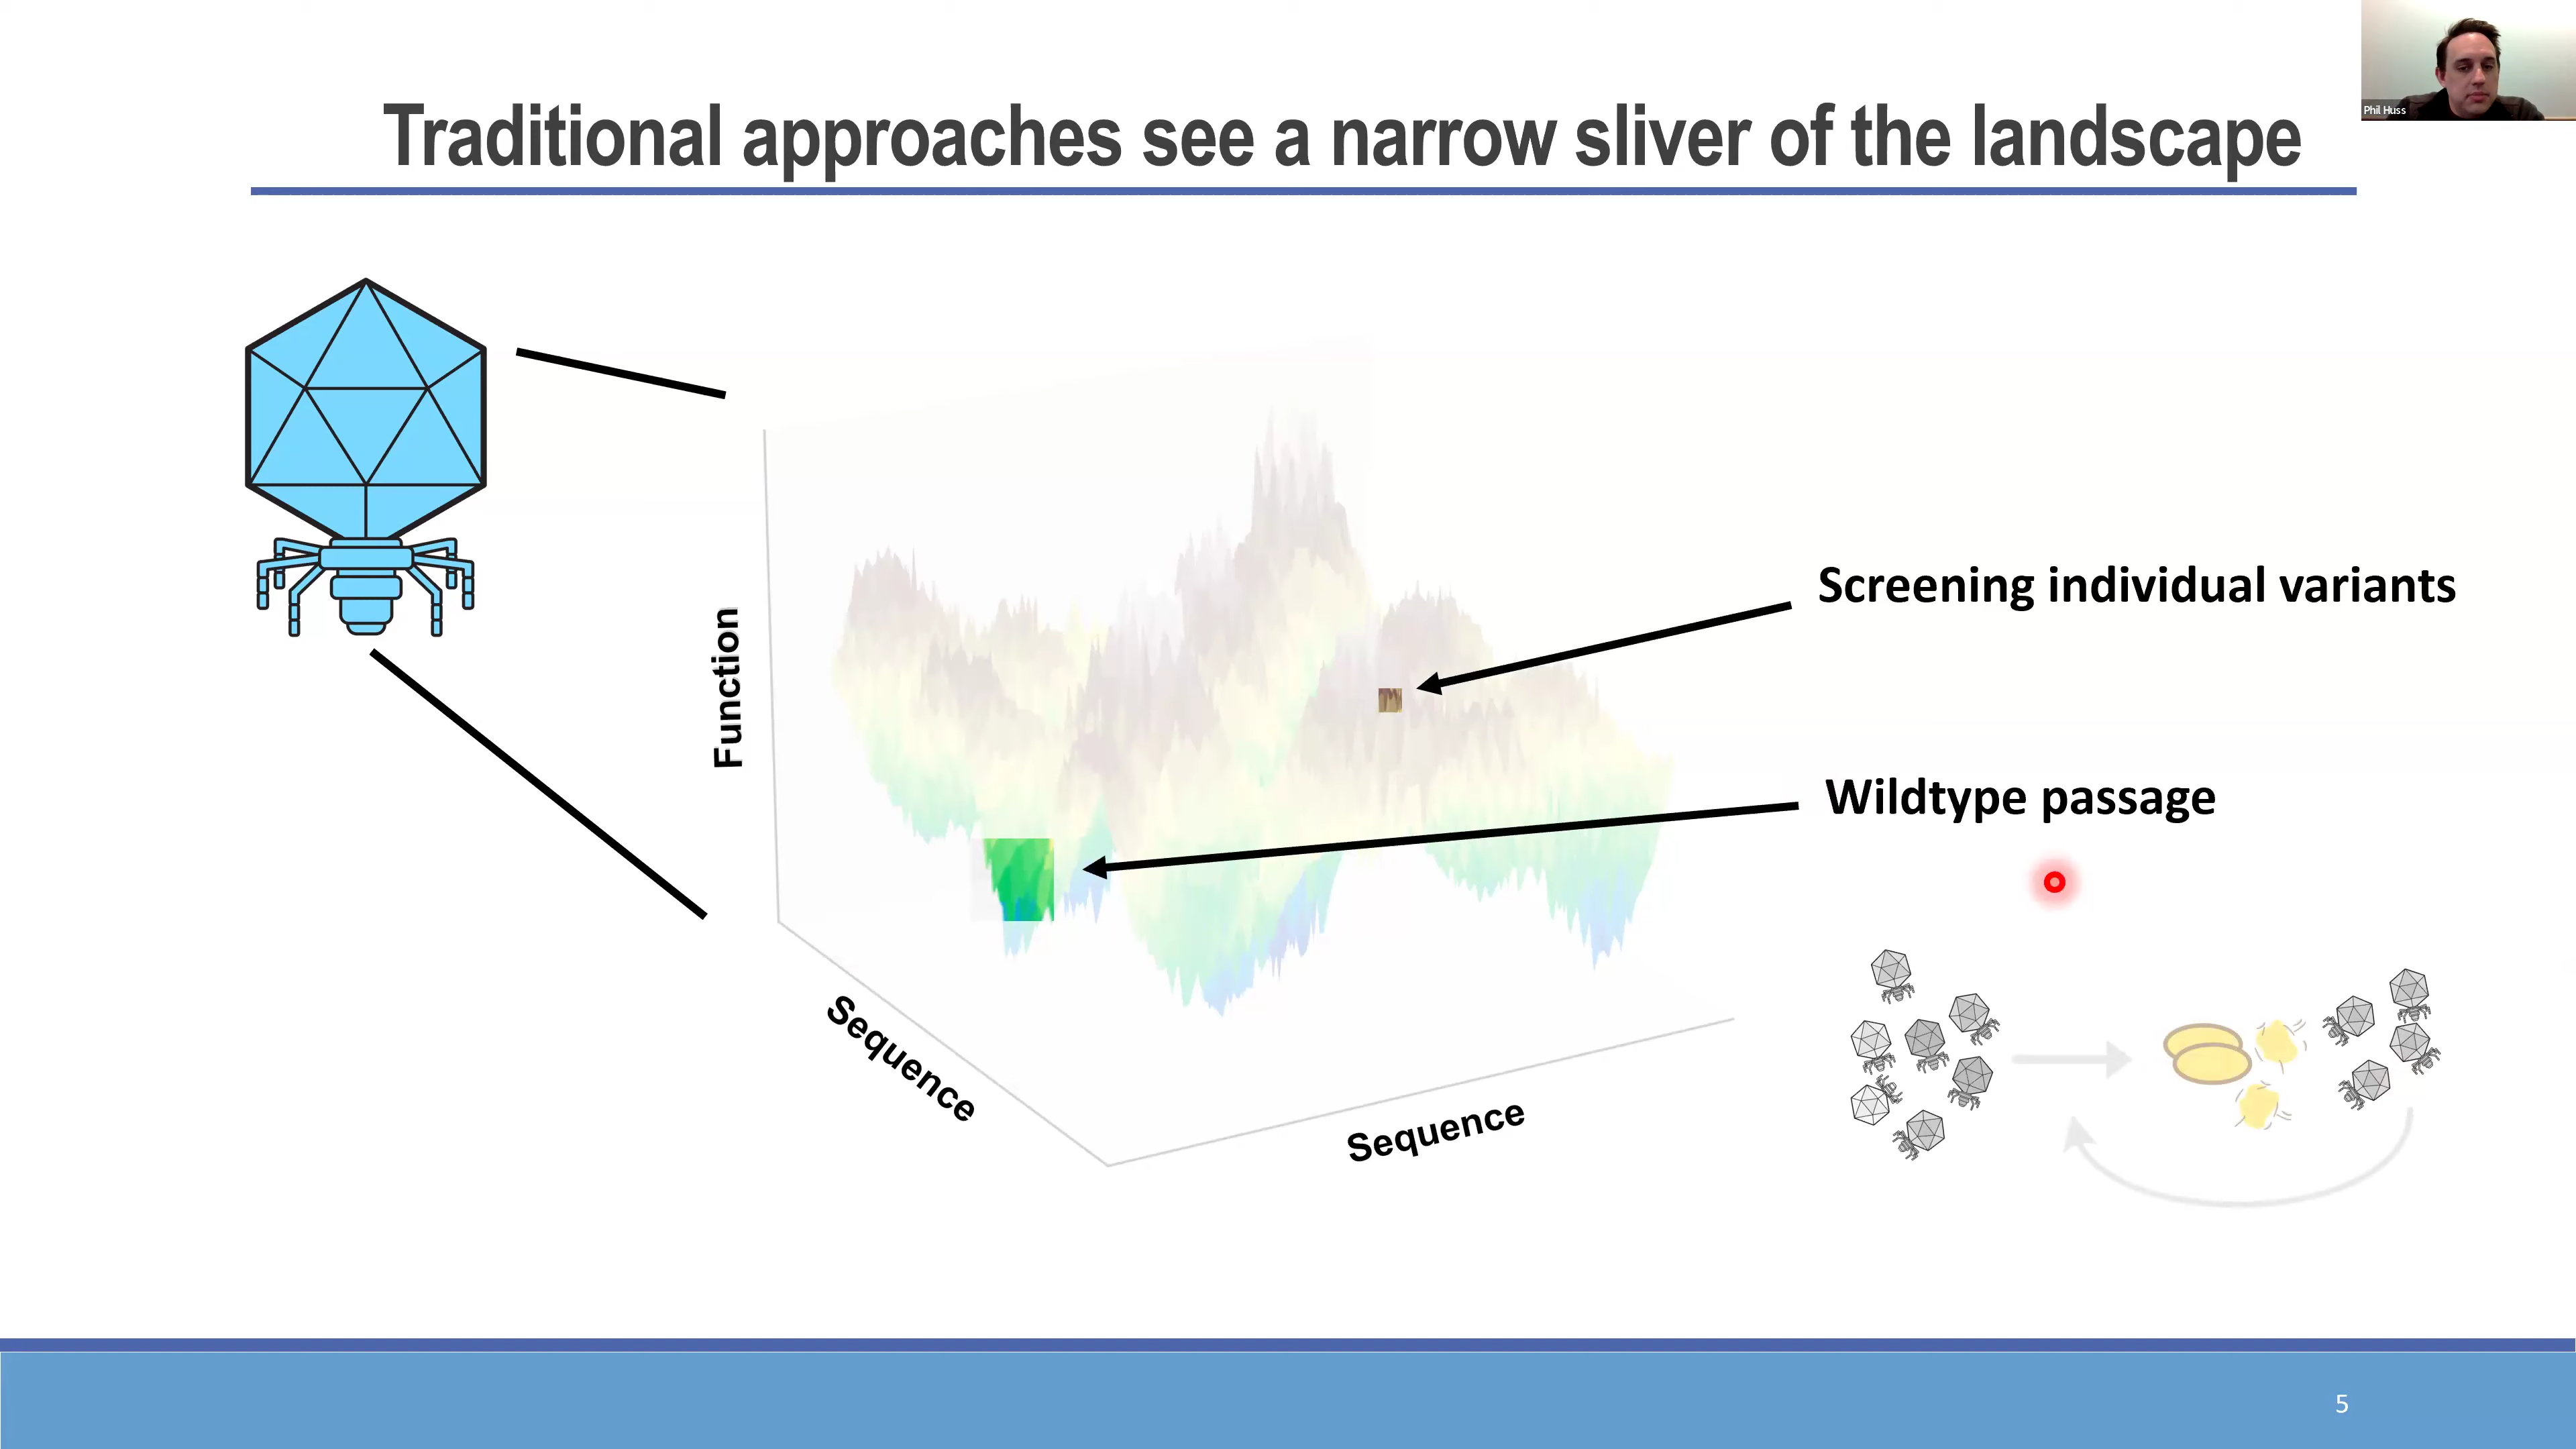 Phil Huss
Traditional approaches see a narrow sliver of the landscape
Screening individual variants
Function
Wildtype passage
Sequence
Sequence
5